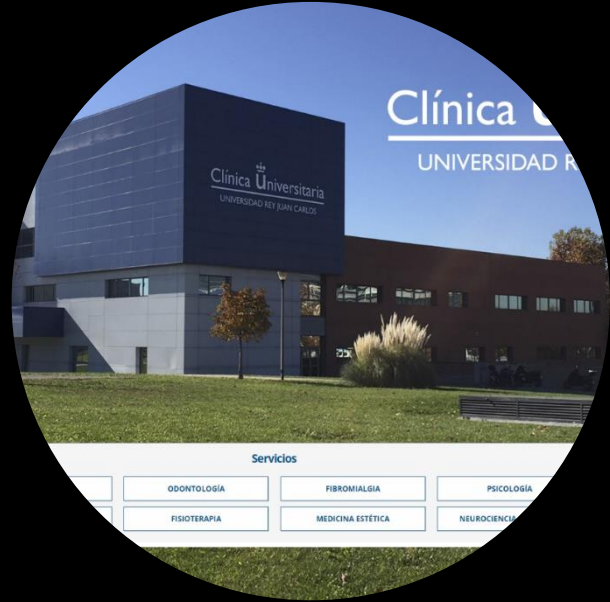 Clínica
UNIVERSIDAD
Clínica Universitaria
UNIVERSIDAD REY JUAN CARLOS
Servicios
ODONTOLOGÍA
FIBROMIALGIA
PSICOLOGÍA
FISIOTERAPIA
MEDICINA ESTÉTICA
NEUROCIENCIA